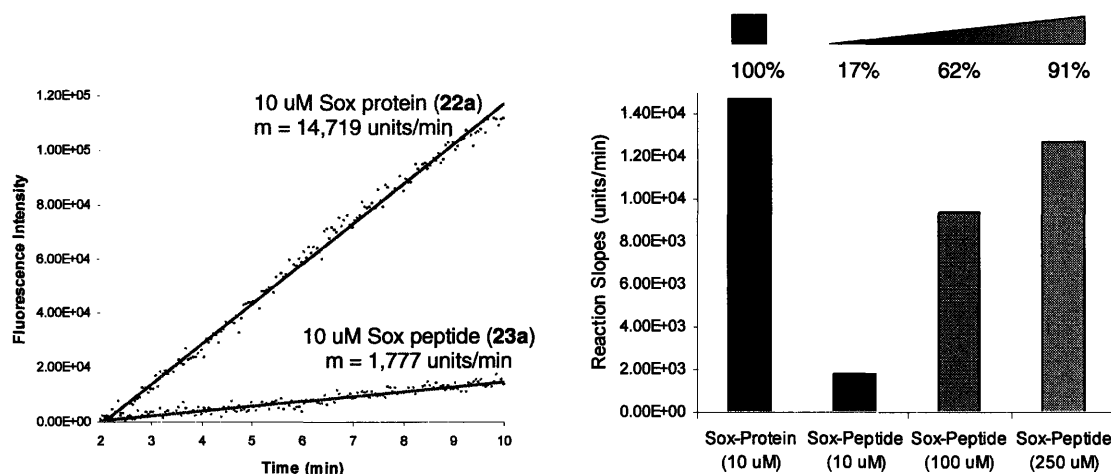 10 uM Sox protein (22a)
m = 14,719 units/min
10 uM Sox peptide (23a)
m = 1,777 units/min
Fluorescence Intensity
1.20E+05
1.00E+05
8.00E+04
6.00E+04
4.00E+04
2.00E+04
0.00E+00
2 3 4 5 6 7 8 9 10
Time (min)
100% 17% 62% 91%
Reaction Slopes (units/min)
1.40E+04
1.20E+04
1.00E+04
8.00E+03
6.00E+03
4.00E+03
2.00E+03
0.00E+00
Sox-Protein Sox-Peptide Sox-Peptide Sox-Peptide
(10 uM) (10 uM) (100 uM) (250 uM)